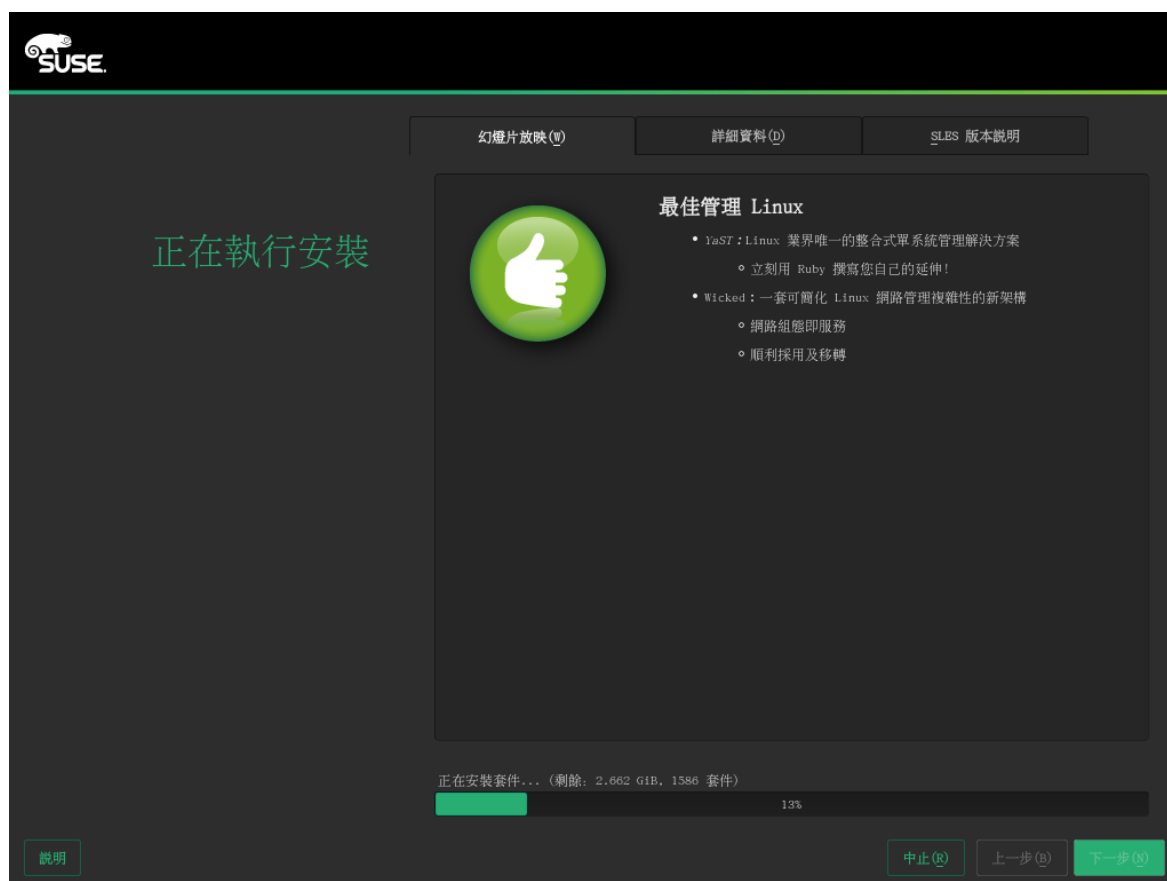 SUSE.
幻燈片放映(W)
詳細資料(D)
SLES 版本說明
正在執行安裝
最佳管理 Linux
• YaST：Linux 業界唯一的整合式單系統管理解決方案
◦ 立刻用 Ruby 撰寫您自己的延伸!
• Wicked：一套可簡化 Linux 網路管理複雜性的新架構
◦ 網路組態即服務
◦ 順利採用及移轉
正在安裝套件... (剩餘: 2.662 GiB, 1586 套件)
13%
說明
中止(R)
上一步(B)
下一步(N)